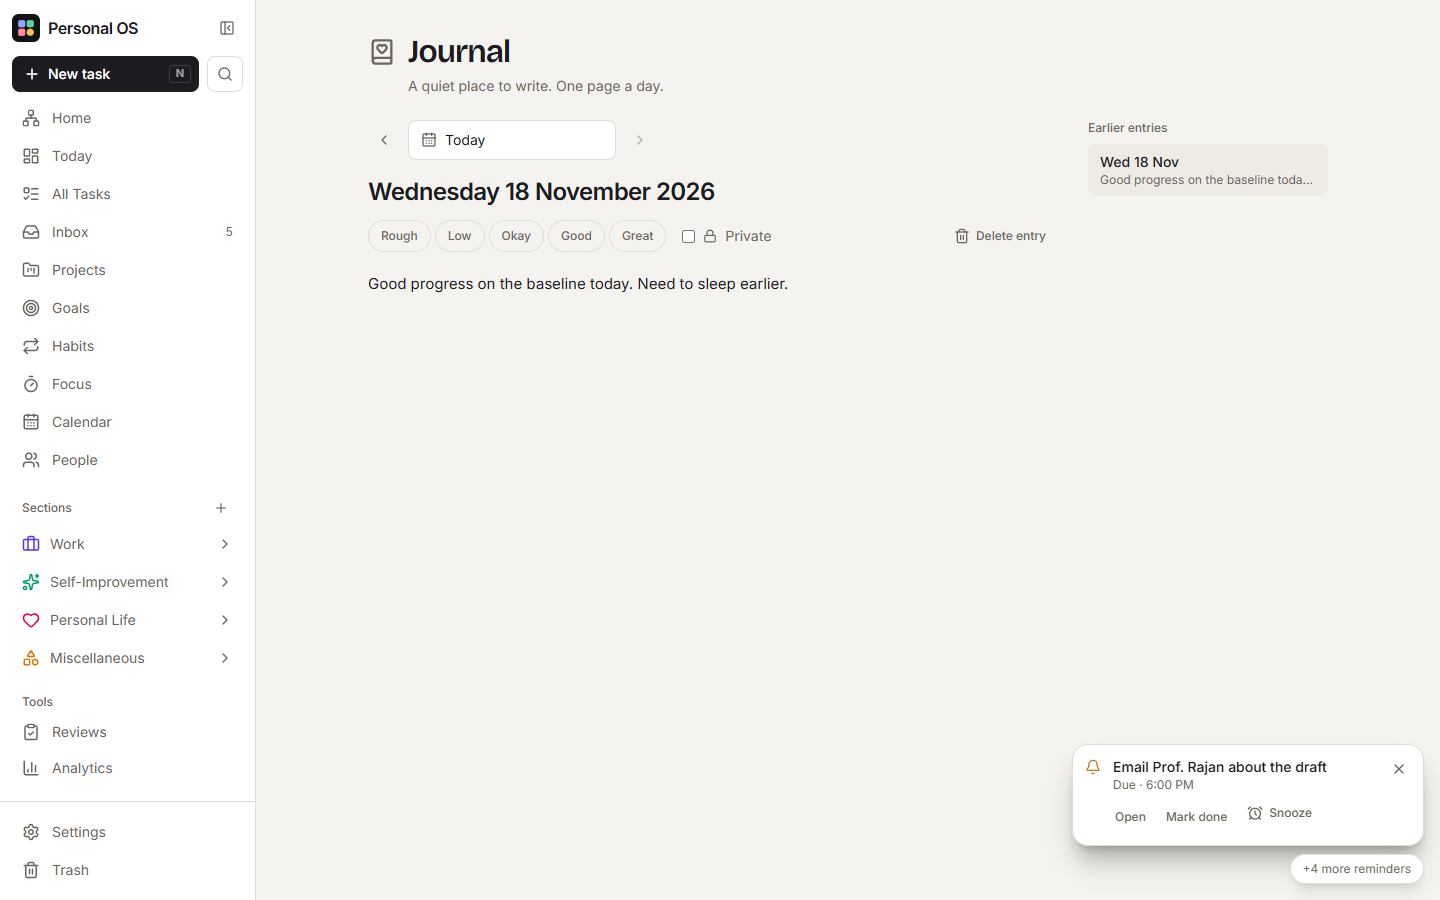 Personal OS
New task N
Home
Today
All Tasks
Inbox 5
Projects
Goals
Habits
Focus
Calendar
People
Sections
Work
Self-Improvement
Personal Life
Miscellaneous
Tools
Reviews
Analytics
Settings
Trash
Journal
A quiet place to write. One page a day.
Today
Wednesday 18 November 2026
Rough Low Okay Good Great Private Delete entry
Good progress on the baseline today. Need to sleep earlier.
Earlier entries
Wed 18 Nov
Good progress on the baseline toda...
Email Prof. Rajan about the draft
Due · 6:00 PM
Open Mark done Snooze
+4 more reminders